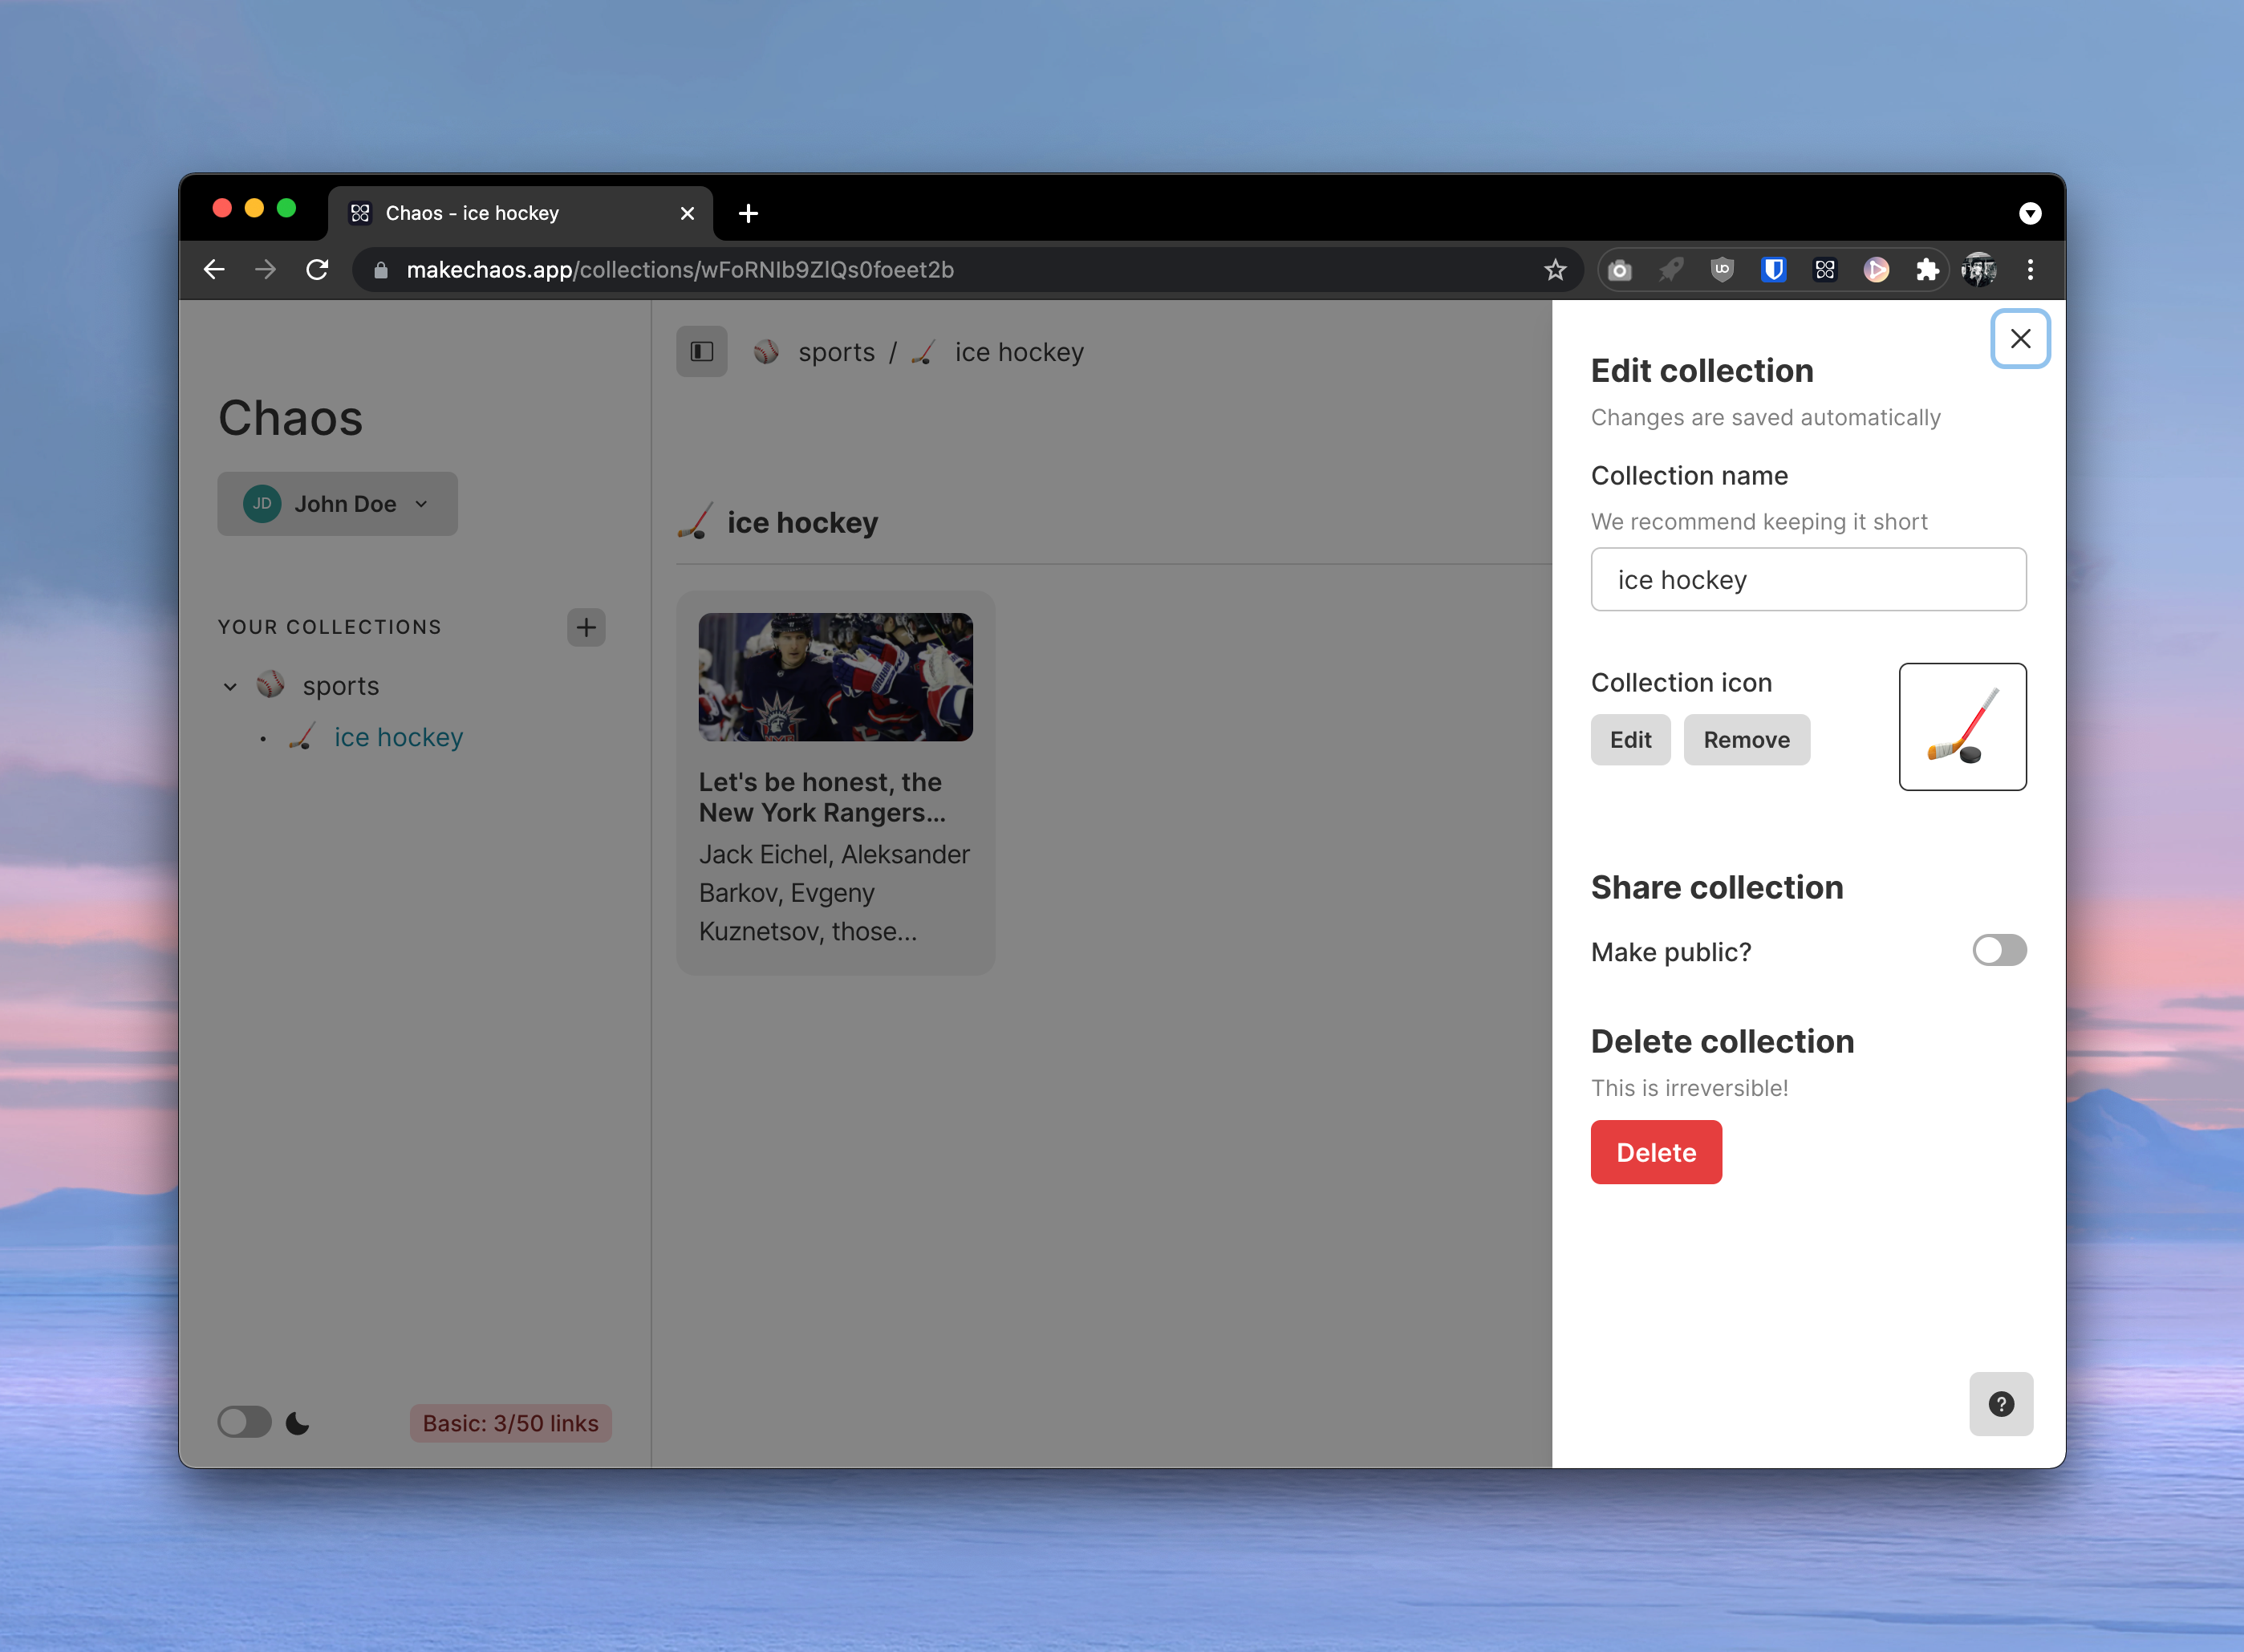 Chaos - ice hockey
makechaos.app/collections/wFoRNIb9ZlQs0foeet2b
Chaos
JD John Doe
YOUR COLLECTIONS
sports
ice hockey
Basic: 3/50 links
sports / ice hockey
ice hockey
Let's be honest, the
New York Rangers...
Jack Eichel, Aleksander
Barkov, Evgeny
Kuznetsov, those...
Edit collection
Changes are saved automatically
Collection name
We recommend keeping it short
ice hockey
Collection icon
Edit Remove
Share collection
Make public?
Delete collection
This is irreversible!
Delete